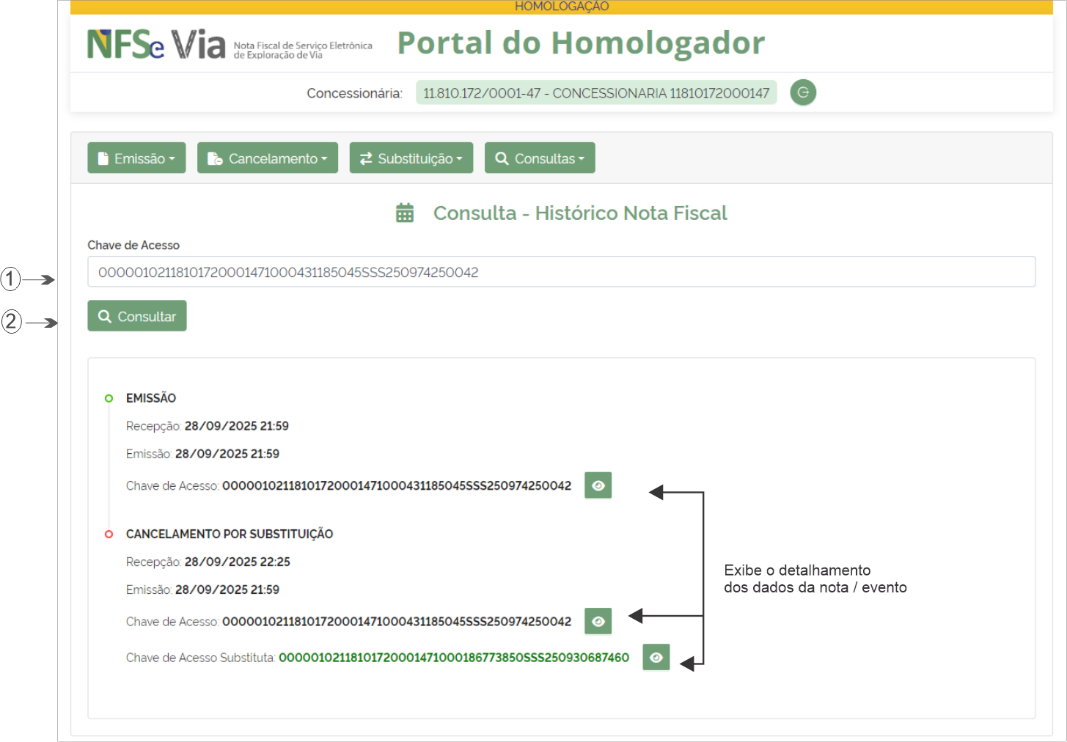 HOMOLOGAÇÃO
NFSe Via Nota Fiscal de Serviço Eletrônica
de Exploração de Via
Portal do Homologador
Concessionária: 11.810.172/0001-47 - CONCESSIONARIA 11810172000147
Emissão Cancelamento Substituição Consultas
Consulta - Histórico Nota Fiscal
Chave de Acesso
1 00000102118101720001471000431185045SSS250974250042
2 Consultar
EMISSÃO
Recepção: 28/09/2025 21:59
Emissão: 28/09/2025 21:59
Chave de Acesso: 00000102118101720001471000431185045SSS250974250042
CANCELAMENTO POR SUBSTITUIÇÃO
Recepção: 28/09/2025 22:25
Emissão: 28/09/2025 21:59
Chave de Acesso: 00000102118101720001471000431185045SSS250974250042
Chave de Acesso Substituta: 00000102118101720001471000186773850SSS250930687460
Exibe o detalhamento
dos dados da nota / evento